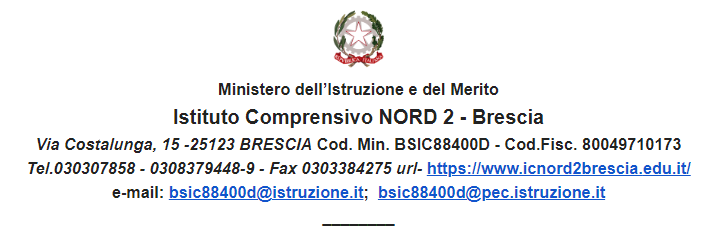 Ministero dell’Istruzione e del Merito
Istituto Comprensivo NORD 2 - Brescia
Via Costalunga, 15 -25123 BRESCIA Cod. Min. BSIC88400D - Cod.Fisc. 80049710173
Tel.030307858 - 0308379448-9 - Fax 0303384275 url- https://www.icnord2brescia.edu.it/
e-mail: bsic88400d@istruzione.it; bsic88400d@pec.istruzione.it